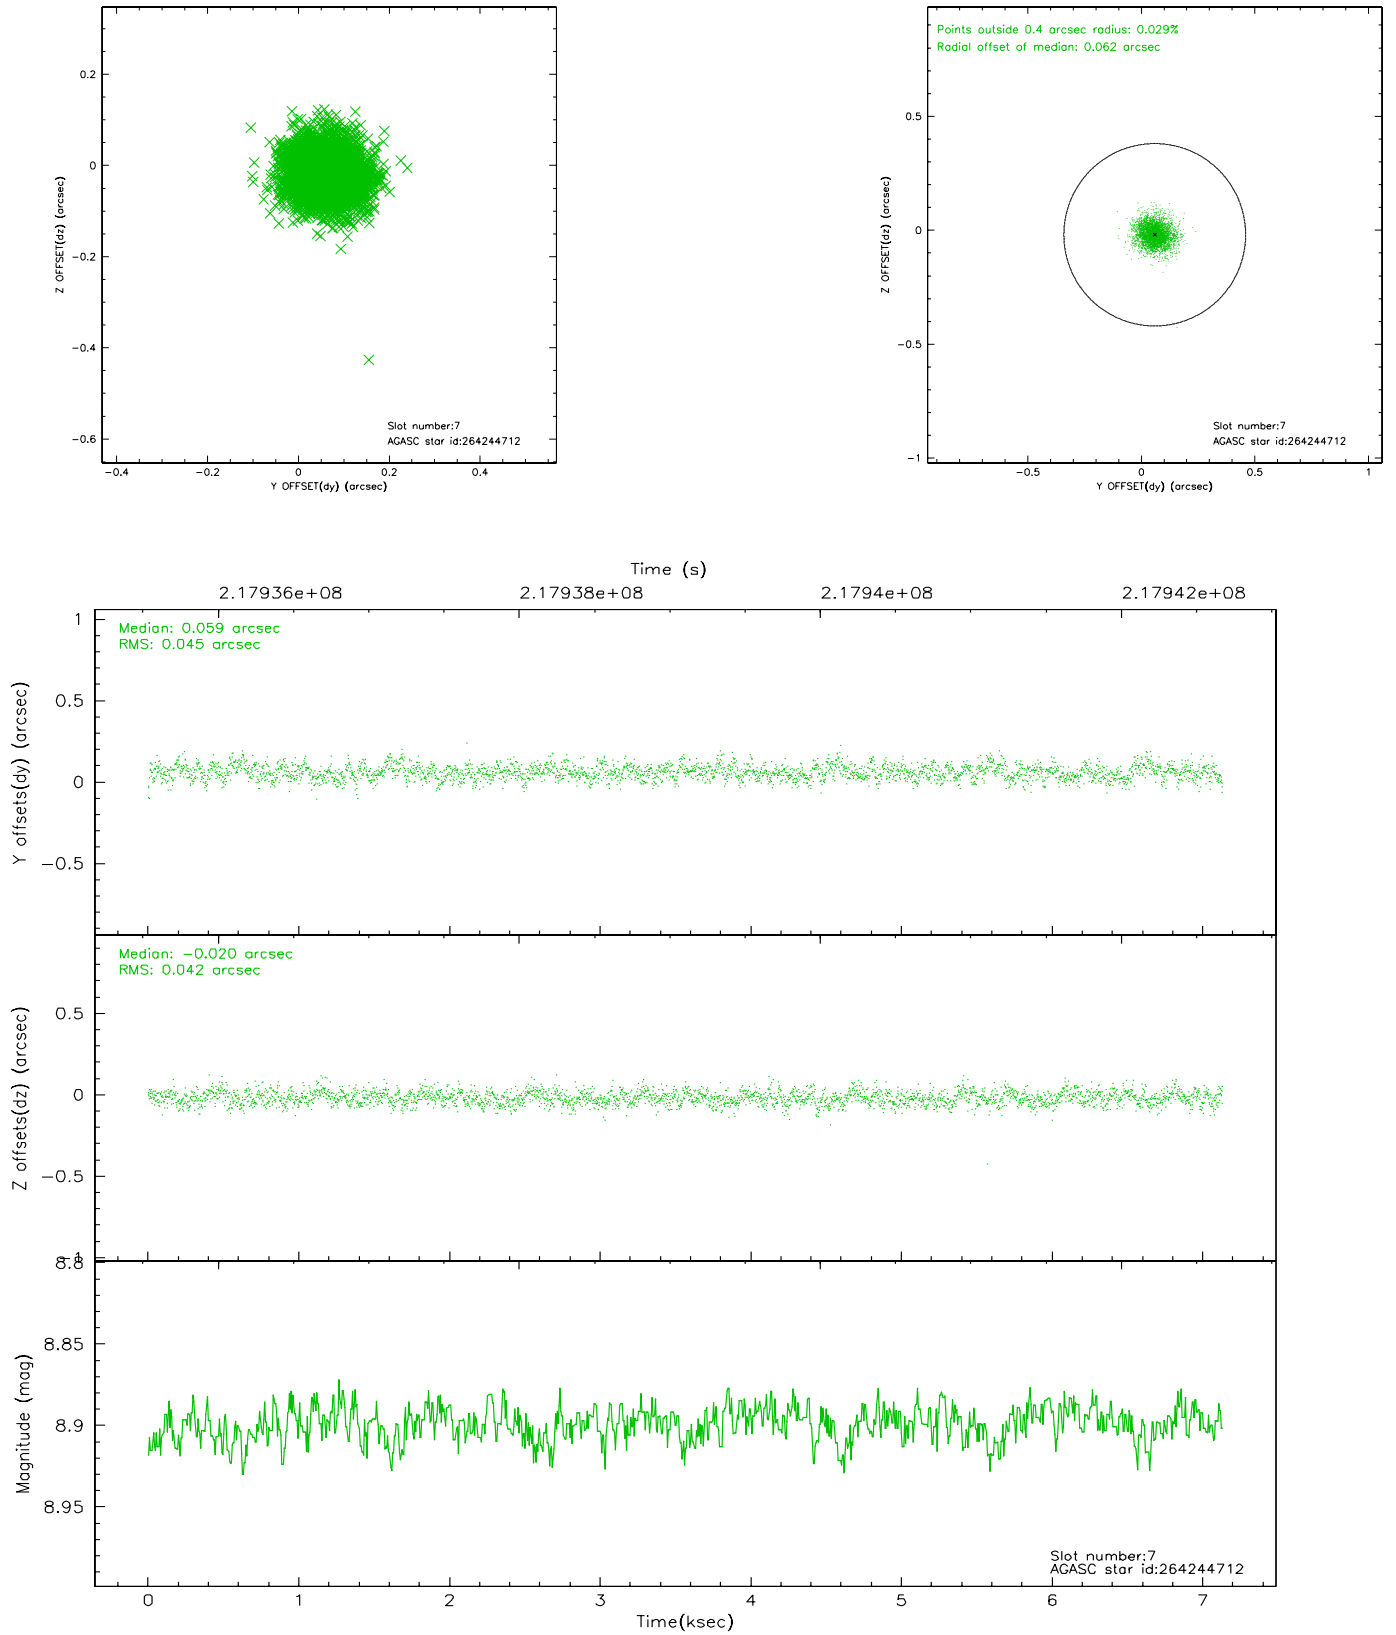 0.2
0
−0.2
−0.4
−0.6
Z OFFSET(dz) (arcsec)
Slot number:7
AGASC star id:264244712
−0.4 −0.2 0 0.2 0.4
Y OFFSET(dy) (arcsec)
Points outside 0.4 arcsec radius: 0.029%
Radial offset of median: 0.062 arcsec
0.5
0
−0.5
−1
Z OFFSET(dz) (arcsec)
Slot number:7
AGASC star id:264244712
−0.5 0 0.5 1
Y OFFSET(dy) (arcsec)
Time (s)
2.17936e+08 2.17938e+08 2.1794e+08 2.17942e+08
Median: 0.059 arcsec
RMS: 0.045 arcsec
1
0.5
0
−0.5
Y offsets(dy) (arcsec)
Median: −0.020 arcsec
RMS: 0.042 arcsec
0.5
0
−0.5
−1
Z offsets(dz) (arcsec)
8.8
8.85
8.9
8.95
Magnitude (mag)
Slot number:7
AGASC star id:264244712
0 1 2 3 4 5 6 7
Time(ksec)